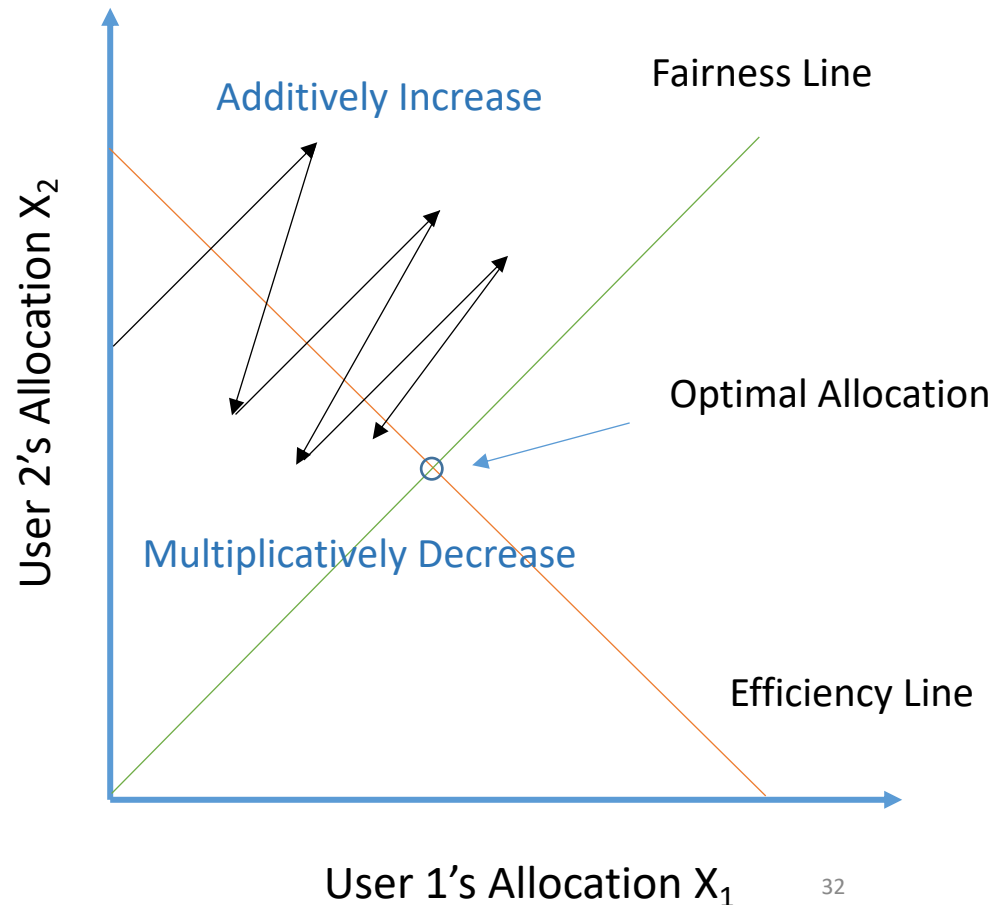 Additively Increase
Fairness Line
User 2's Allocation X₂
Optimal Allocation
Multiplicatively Decrease
Efficiency Line
User 1's Allocation X₁
32